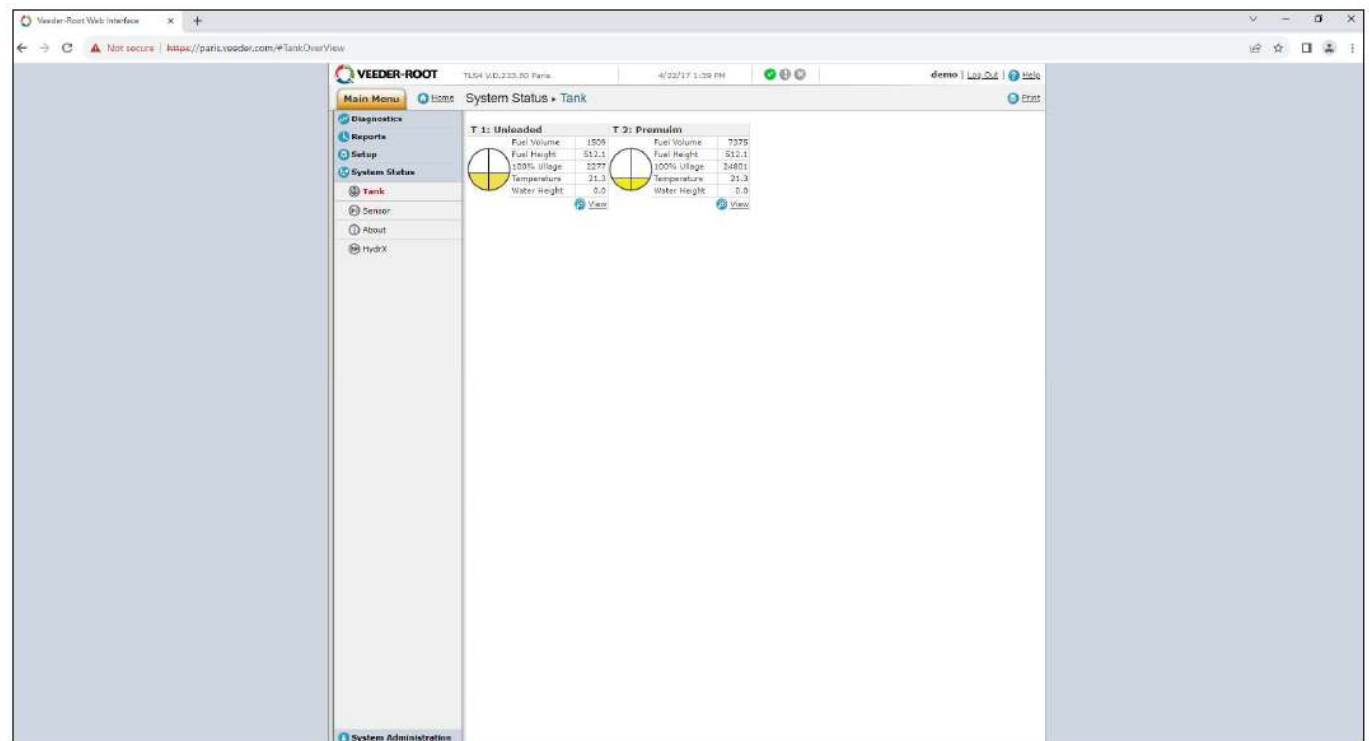 Veeder-Root Web Interface
Not secure | https://paris.veeder.com/#TankOverView
VEEDER-ROOT TLS4 V.D.233.80 Paris 4/22/17 1:39 PM demo | Log Out | Help
Main Menu Home System Status ▸ Tank Print
Diagnostics
Reports
Setup
System Status
Tank
Sensor
About
HydrX
T 1: Unleaded
Fuel Volume 1509
Fuel Height 512.1
100% Ullage 2277
Temperature 21.3
Water Height 0.0
View
T 2: Premuim
Fuel Volume 7375
Fuel Height 512.1
100% Ullage 24801
Temperature 21.3
Water Height 0.0
View
System Administration